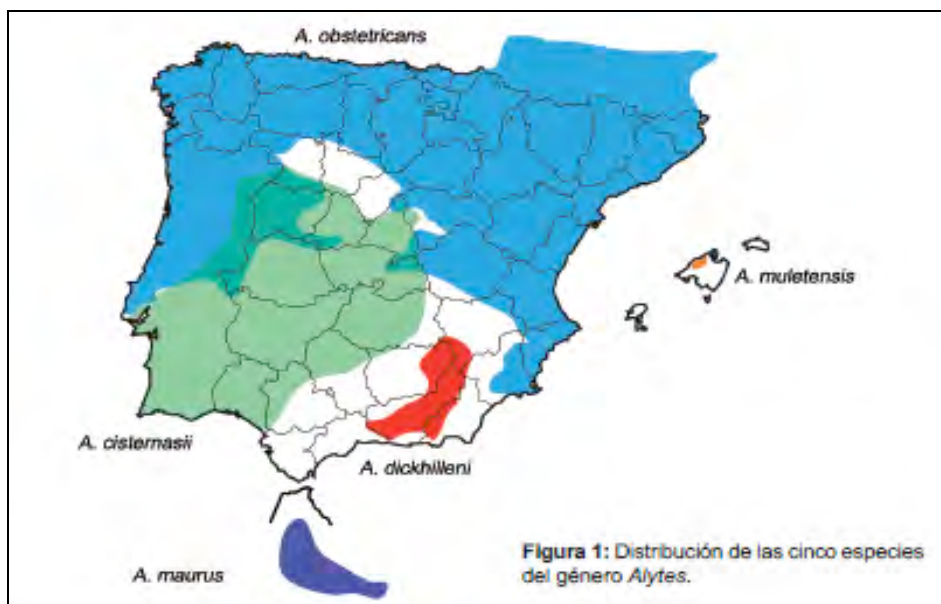 A. obstetricans
A. muletensis
A. cisternasii
A. dickhilleni
A. maurus
Figura 1: Distribución de las cinco especies
del género Alytes.